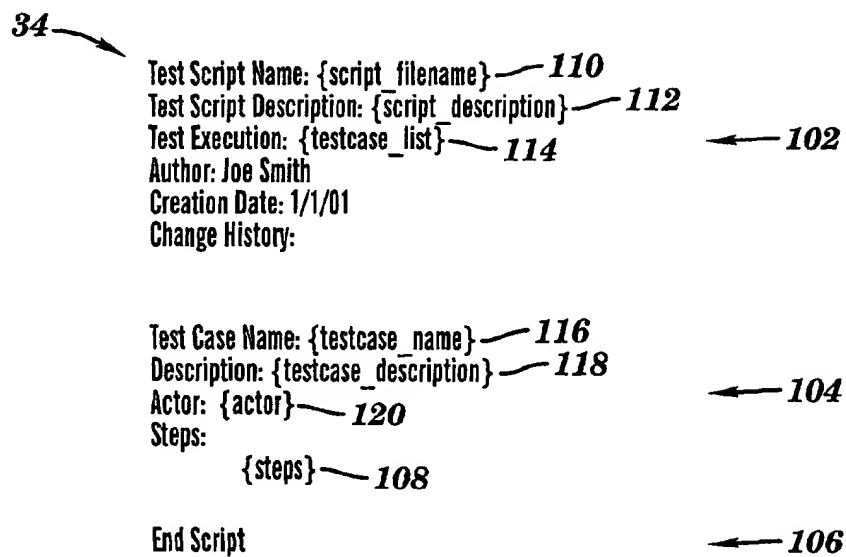 34
Test Script Name: {script_filename} 110
Test Script Description: {script_description} 112
Test Execution: {testcase_list} 114 102
Author: Joe Smith
Creation Date: 1/1/01
Change History:
Test Case Name: {testcase_name} 116
Description: {testcase_description} 118
Actor: {actor} 120 104
Steps:
{steps} 108
End Script 106